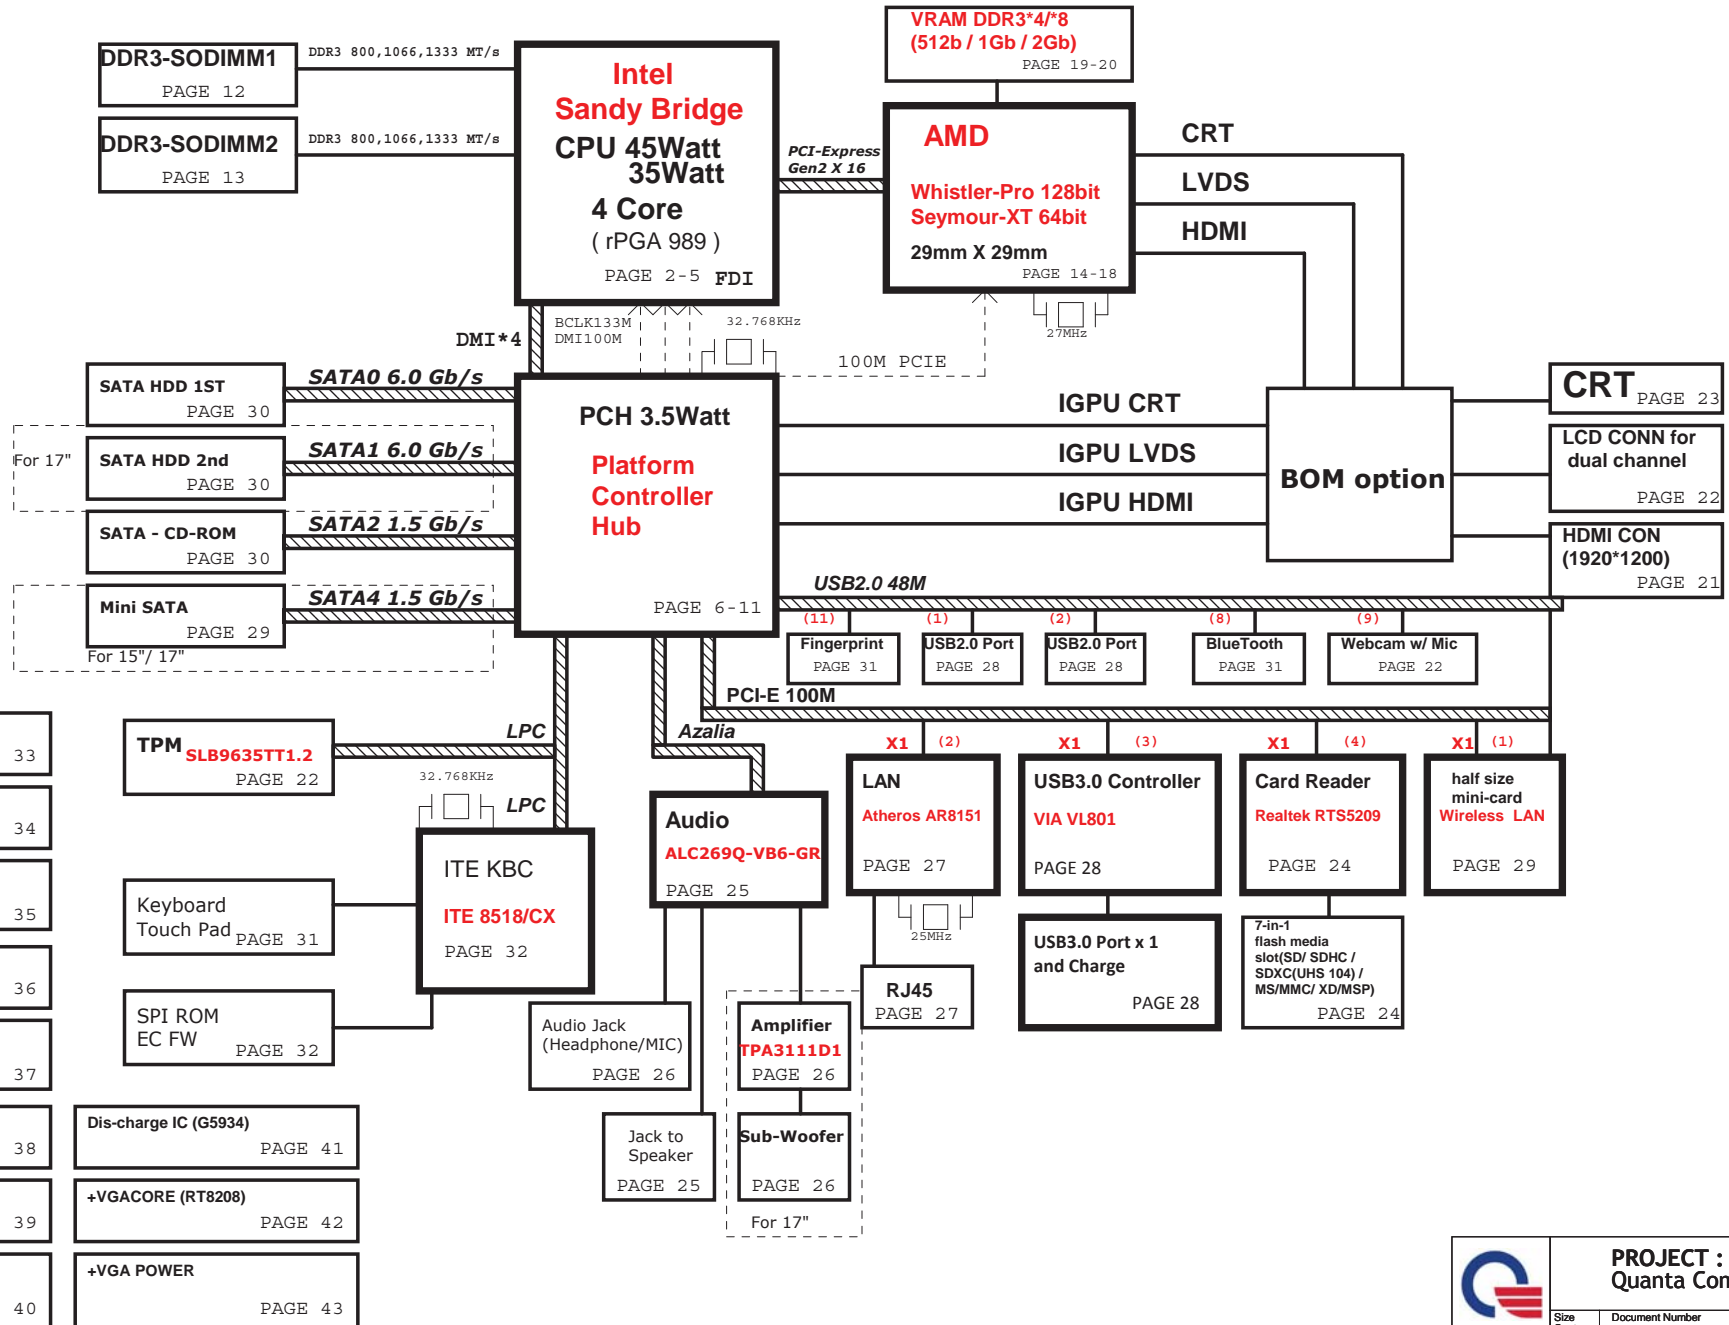 VRAM DDR3*4/*8
(512b / 1Gb / 2Gb)
PAGE 19-20
DDR3-SODIMM1
PAGE 12
DDR3 800,1066,1333 MT/s
DDR3-SODIMM2
PAGE 13
DDR3 800,1066,1333 MT/s
Intel
Sandy Bridge
CPU 45Watt
35Watt
4 Core
( rPGA 989 )
PAGE 2-5
FDI
PCI-Express
Gen2 X 16
AMD
Whistler-Pro 128bit
Seymour-XT 64bit
29mm X 29mm
PAGE 14-18
CRT
LVDS
HDMI
27MHz
DMI*4
BCLK133M
DMI100M
32.768KHz
100M PCIE
SATA HDD 1ST
PAGE 30
SATA0 6.0 Gb/s
For 17"
SATA HDD 2nd
PAGE 30
SATA1 6.0 Gb/s
SATA - CD-ROM
PAGE 30
SATA2 1.5 Gb/s
Mini SATA
PAGE 29
SATA4 1.5 Gb/s
For 15"/ 17"
PCH 3.5Watt
Platform
Controller
Hub
PAGE 6-11
IGPU CRT
IGPU LVDS
IGPU HDMI
BOM option
CRT
PAGE 23
LCD CONN for
dual channel
PAGE 22
HDMI CON
(1920*1200)
PAGE 21
USB2.0 48M
(11)
(1)
(2)
(8)
(9)
Fingerprint
PAGE 31
USB2.0 Port
PAGE 28
USB2.0 Port
PAGE 28
BlueTooth
PAGE 31
Webcam w/ Mic
PAGE 22
PCI-E 100M
33
34
35
36
37
38
39
40
TPM
SLB9635TT1.2
PAGE 22
LPC
Azalia
32.768KHz
LPC
ITE KBC
ITE 8518/CX
PAGE 32
Keyboard
Touch Pad
PAGE 31
SPI ROM
EC FW
PAGE 32
Audio
ALC269Q-VB6-GR
PAGE 25
X1 (2)
LAN
Atheros AR8151
PAGE 27
25MHz
RJ45
PAGE 27
X1 (3)
USB3.0 Controller
VIA VL801
PAGE 28
USB3.0 Port x 1
and Charge
PAGE 28
X1 (4)
Card Reader
Realtek RTS5209
PAGE 24
7-in-1
flash media
slot(SD/ SDHC /
SDXC(UHS 104) /
MS/MMC/ XD/MSP)
PAGE 24
X1 (1)
half size
mini-card
Wireless LAN
PAGE 29
Audio Jack
(Headphone/MIC)
PAGE 26
Jack to
Speaker
PAGE 25
Amplifier
TPA3111D1
PAGE 26
Sub-Woofer
PAGE 26
For 17"
Dis-charge IC (G5934)
PAGE 41
+VGACORE (RT8208)
PAGE 42
+VGA POWER
PAGE 43
PROJECT :
Quanta Con
Size
Document Number